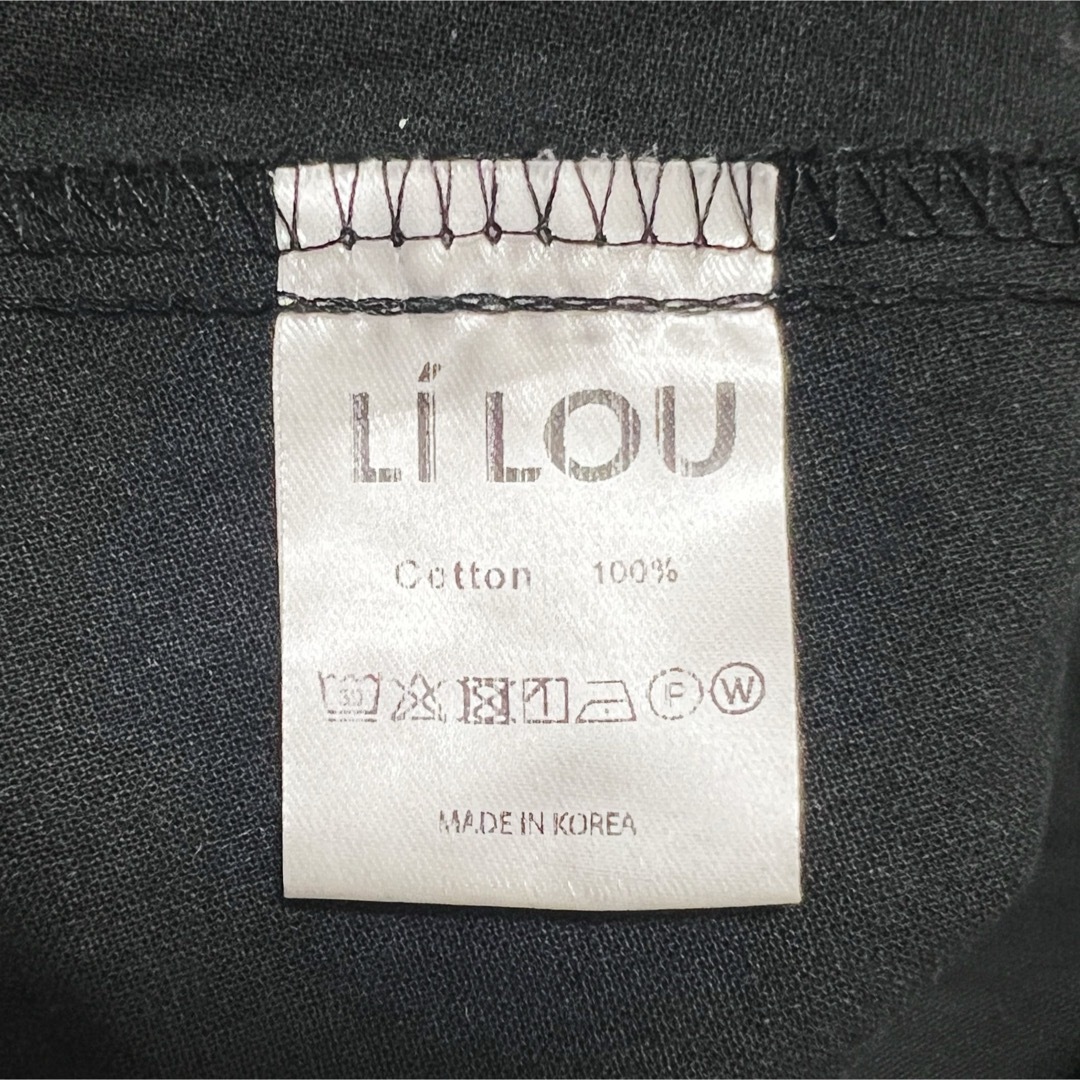 LÍ LOU
Cotton 100%
30 1 P W
MADE IN KOREA